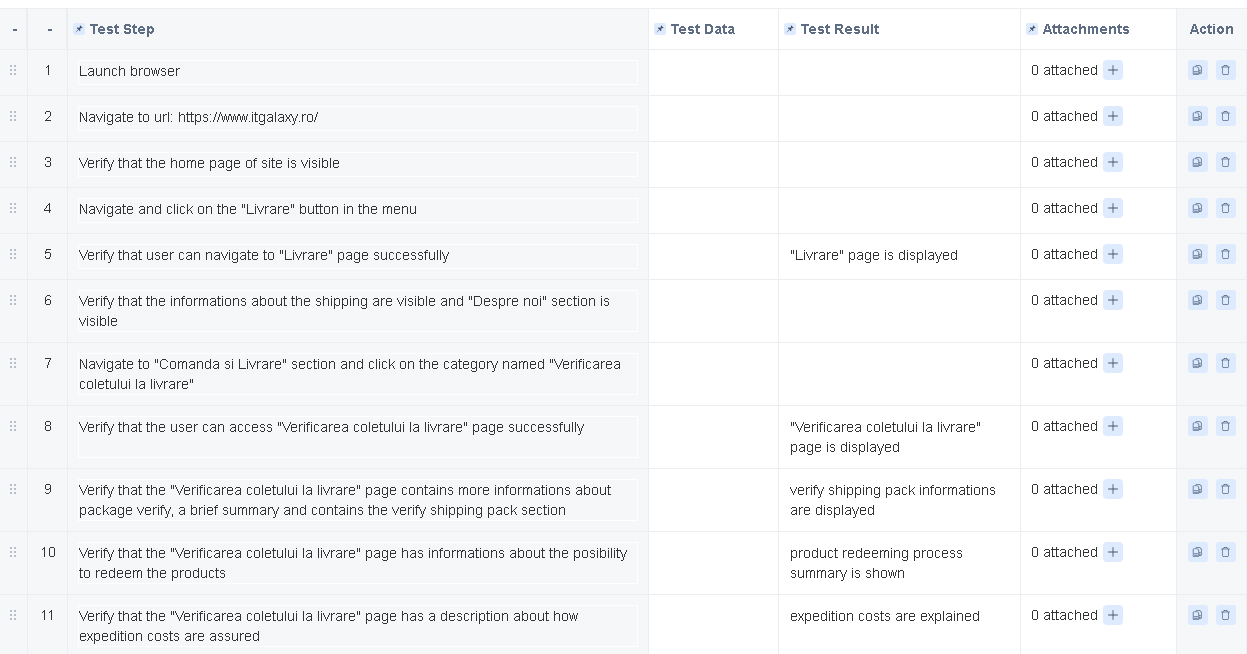 - - Test Step Test Data Test Result Attachments Action
1 Launch browser 0 attached +
2 Navigate to url: https://www.itgalaxy.ro/ 0 attached +
3 Verify that the home page of site is visible 0 attached +
4 Navigate and click on the "Livrare" button in the menu 0 attached +
5 Verify that user can navigate to "Livrare" page successfully "Livrare" page is displayed 0 attached +
6 Verify that the informations about the shipping are visible and "Despre noi" section is 0 attached +
visible
7 Navigate to "Comanda si Livrare" section and click on the category named "Verificarea 0 attached +
coletului la livrare"
8 Verify that the user can access "Verificarea coletului la livrare" page successfully "Verificarea coletului la livrare" 0 attached +
page is displayed
9 Verify that the "Verificarea coletului la livrare" page contains more informations about verify shipping pack informations 0 attached +
package verify, a brief summary and contains the verify shipping pack section are displayed
10 Verify that the "Verificarea coletului la livrare" page has informations about the posibility product redeeming process 0 attached +
to redeem the products summary is shown
11 Verify that the "Verificarea coletului la livrare" page has a description about how expedition costs are explained 0 attached +
expedition costs are assured